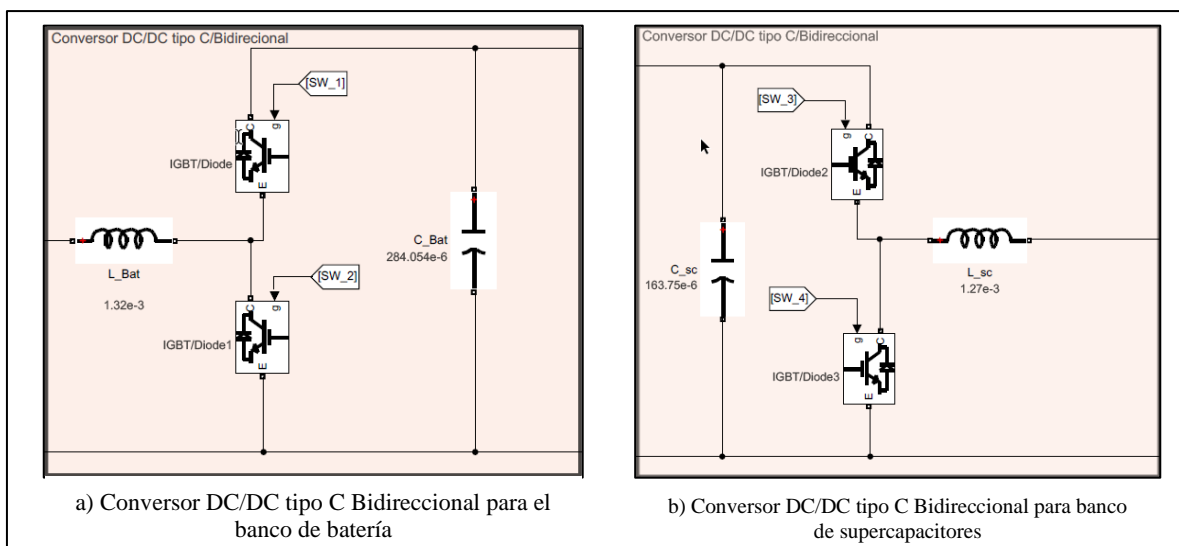 Conversor DC/DC tipo C/Bidirecional
[SW_1]
C
g
IGBT/Diode
E
L_Bat
1.32e-3
C_Bat
284.054e-6
[SW_2]
C
g
IGBT/Diode1
E
a) Conversor DC/DC tipo C Bidireccional para el
banco de batería
Conversor DC/DC tipo C/Bidireccional
[SW_3]
g
C
IGBT/Diode2
E
C_sc
163.75e-6
L_sc
1.27e-3
[SW_4]
g
C
IGBT/Diode3
E
b) Conversor DC/DC tipo C Bidireccional para banco
de supercapacitores